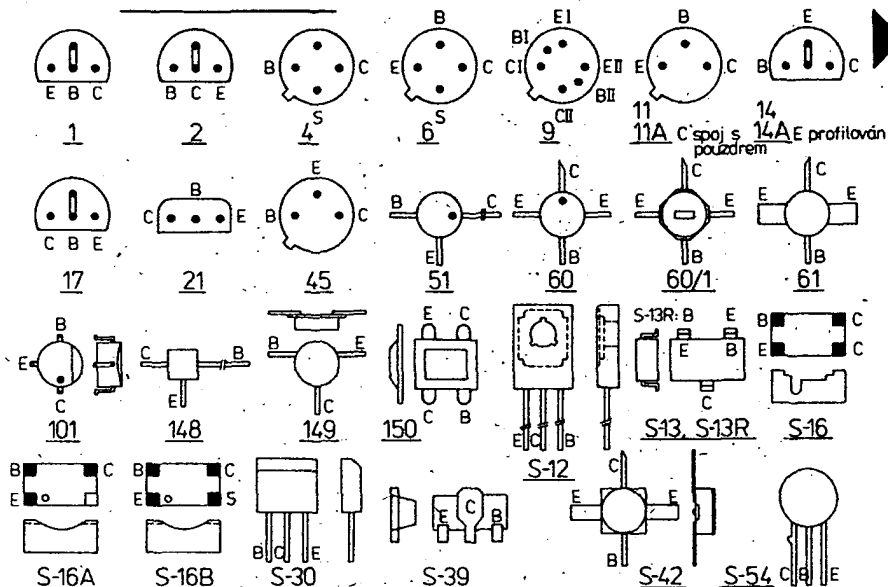 B B EI B E
B C E C BI CI EII BII E C B C
E B C B C E S S CII
1 2 4 6 9 11 14
11A C spoj s pouzdrem 14A E profilován
B E C C C
C E B C B C E E E E E E
C B E E B B B
17 21 45 51 60 60/1 61
B E C S-13R: B E B C
E C B B E E B E C
C E C C B E C B C
101 148 149 150 S-12 S-13, S-13R S-16
B C B C C
E E S E C B E E
B C E B C B E
S-16A S-16B S-30 S-39 S-42 S-54